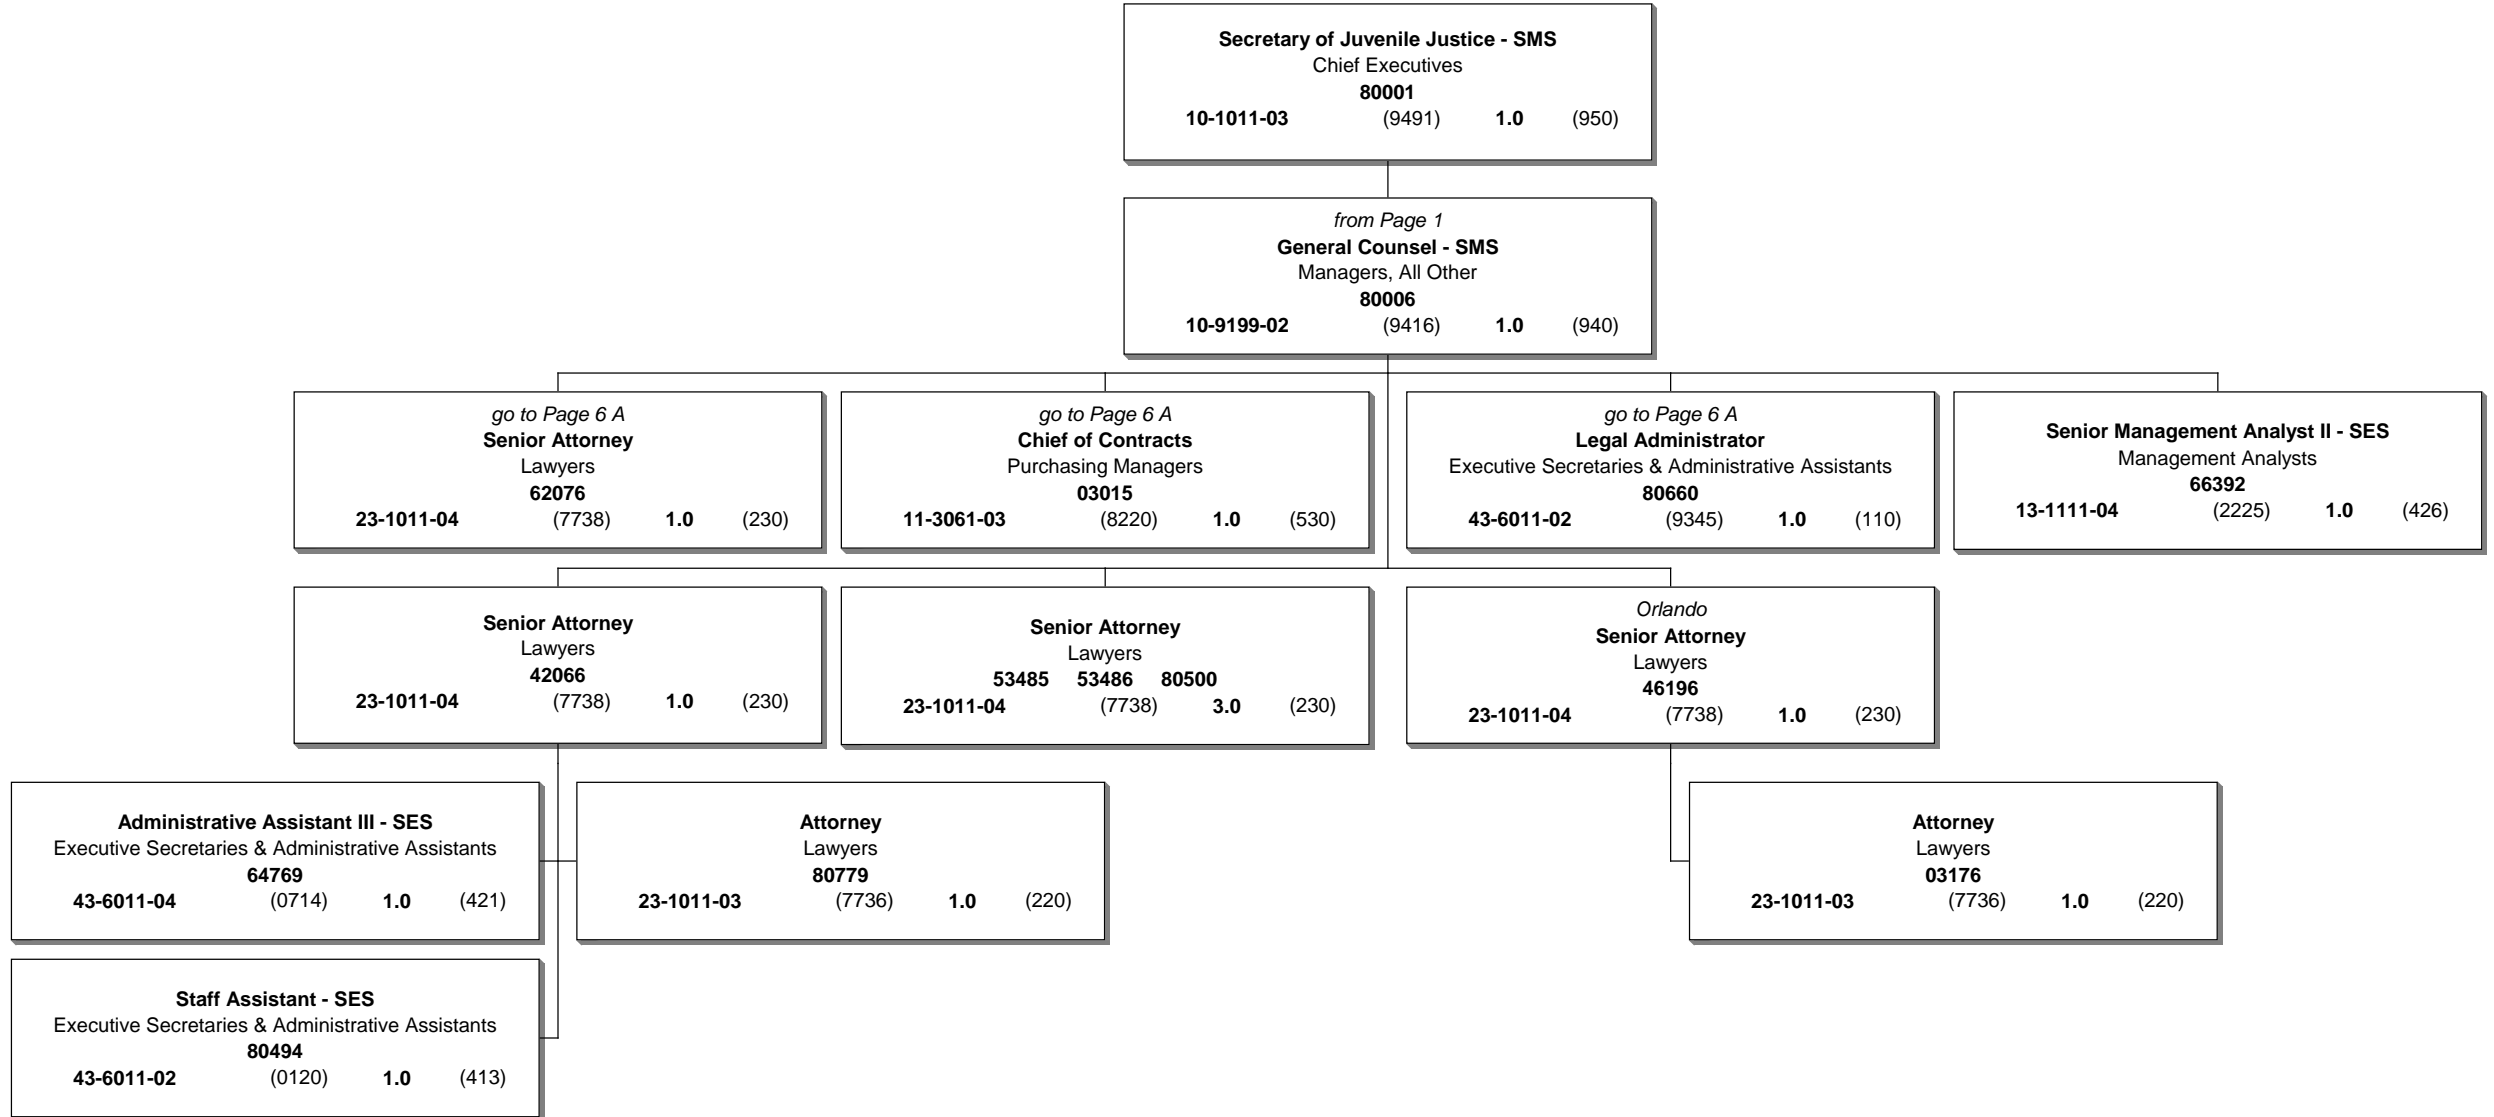 Secretary of Juvenile Justice - SMS
Chief Executives
80001
10-1011-03 (9491) 1.0 (950)
from Page 1
General Counsel - SMS
Managers, All Other
80006
10-9199-02 (9416) 1.0 (940)
go to Page 6 A
Senior Attorney
Lawyers
62076
23-1011-04 (7738) 1.0 (230)
go to Page 6 A
Chief of Contracts
Purchasing Managers
03015
11-3061-03 (8220) 1.0 (530)
go to Page 6 A
Legal Administrator
Executive Secretaries & Administrative Assistants
80660
43-6011-02 (9345) 1.0 (110)
Senior Management Analyst II - SES
Management Analysts
66392
13-1111-04 (2225) 1.0 (426)
Senior Attorney
Lawyers
42066
23-1011-04 (7738) 1.0 (230)
Senior Attorney
Lawyers
53485 53486 80500
23-1011-04 (7738) 3.0 (230)
Orlando
Senior Attorney
Lawyers
46196
23-1011-04 (7738) 1.0 (230)
Administrative Assistant III - SES
Executive Secretaries & Administrative Assistants
64769
43-6011-04 (0714) 1.0 (421)
Attorney
Lawyers
80779
23-1011-03 (7736) 1.0 (220)
Attorney
Lawyers
03176
23-1011-03 (7736) 1.0 (220)
Staff Assistant - SES
Executive Secretaries & Administrative Assistants
80494
43-6011-02 (0120) 1.0 (413)